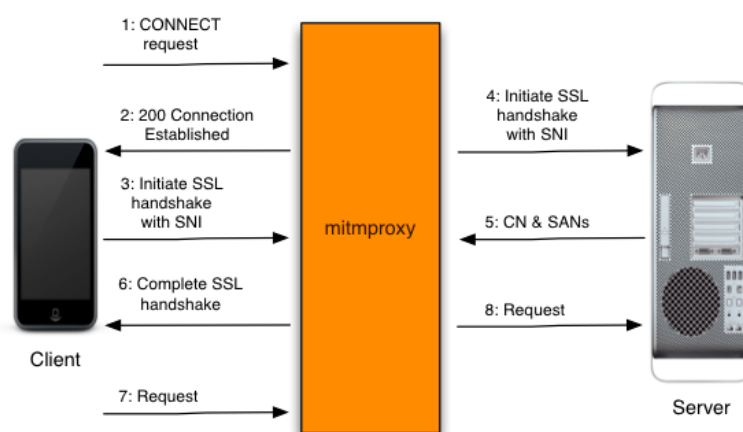 1: CONNECT
request
2: 200 Connection
Established
3: Initiate SSL
handshake
with SNI
4: Initiate SSL
handshake
with SNI
mitmproxy
5: CN & SANs
6: Complete SSL
handshake
8: Request
Client
7: Request
Server